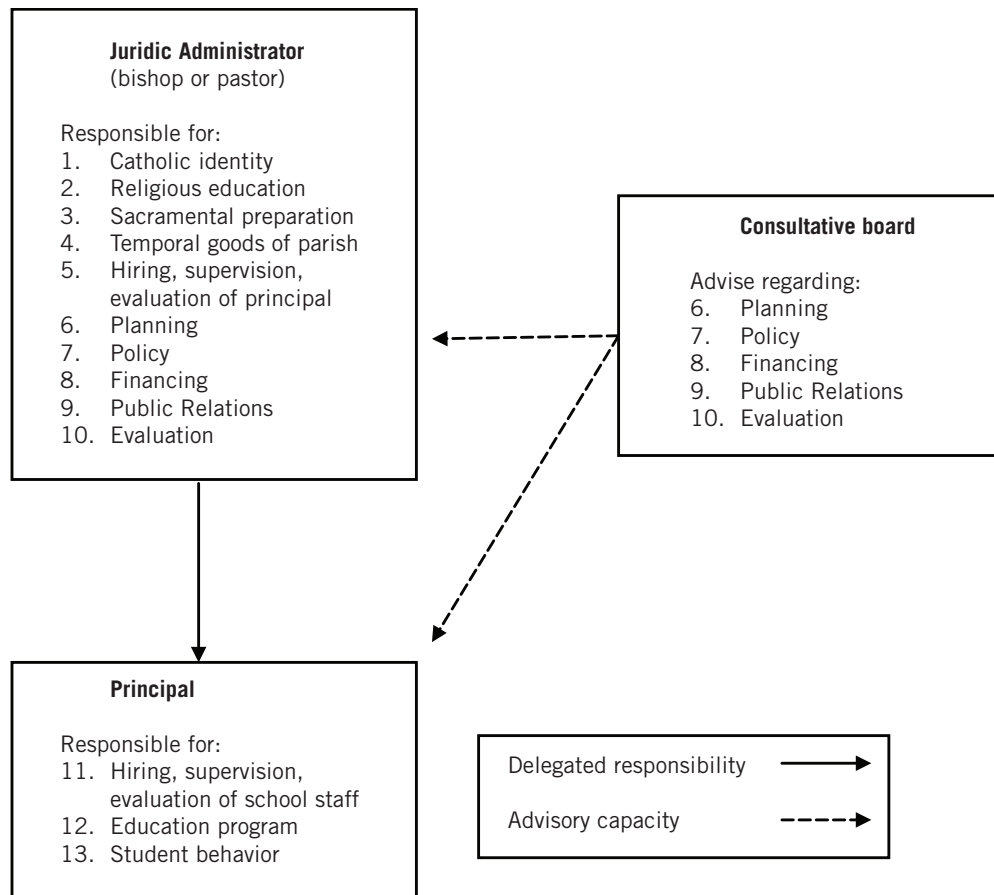 Juridic Administrator
(bishop or pastor)
Responsible for:
1. Catholic identity
2. Religious education
3. Sacramental preparation
4. Temporal goods of parish
5. Hiring, supervision,
evaluation of principal
6. Planning
7. Policy
8. Financing
9. Public Relations
10. Evaluation
Consultative board
Advise regarding:
6. Planning
7. Policy
8. Financing
9. Public Relations
10. Evaluation
Principal
Responsible for:
11. Hiring, supervision,
evaluation of school staff
12. Education program
13. Student behavior
Delegated responsibility
Advisory capacity